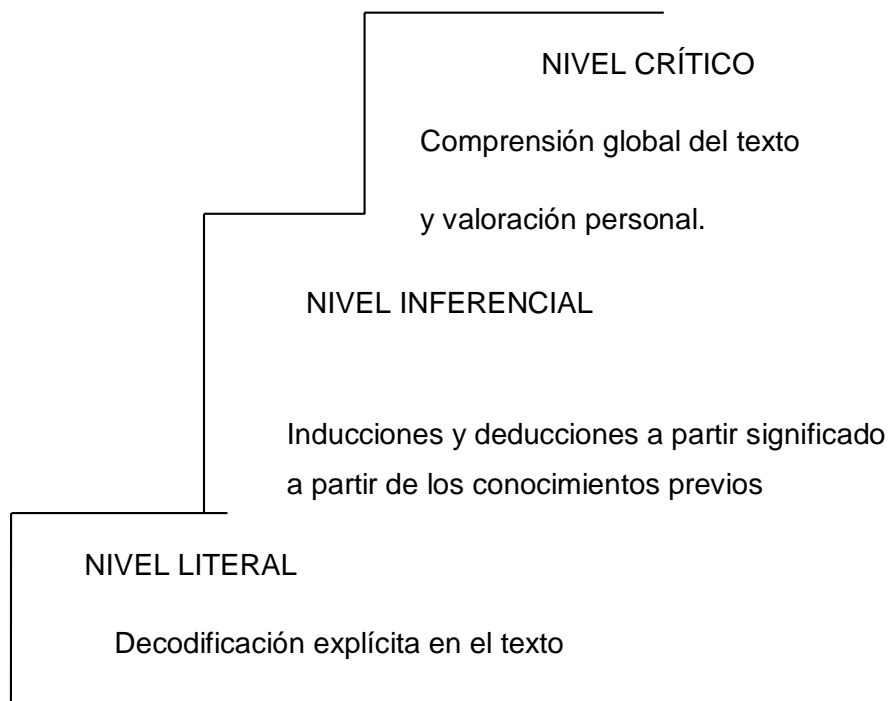 NIVEL CRÍTICO
Comprensión global del texto
y valoración personal.
NIVEL INFERENCIAL
Inducciones y deducciones a partir significado
a partir de los conocimientos previos
NIVEL LITERAL
Decodificación explícita en el texto